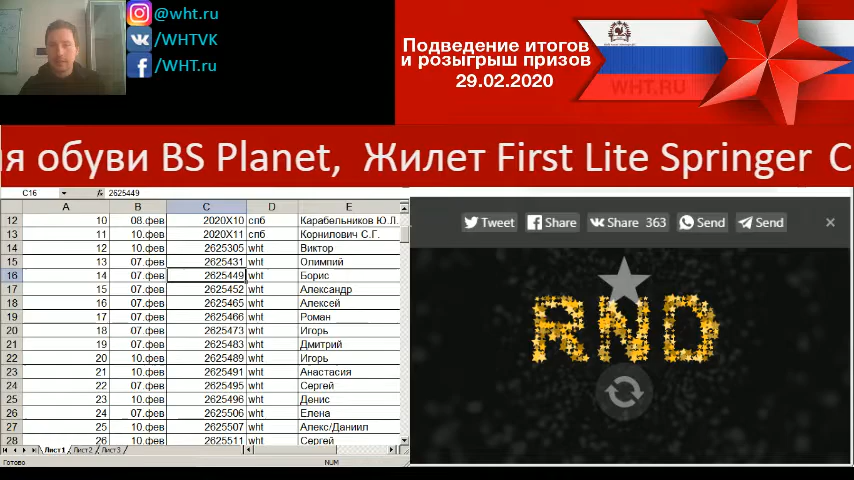 @wht.ru
/WHTVK
/WHT.ru
Подведение итогов
и розыгрыш призов
29.02.2020
WHT.RU
я обуви BS Planet, Жилет First Lite Springer С
C16 fx 2625449
A B C D E
12 10 08.фев 2020X10 спб Карабельников Ю.Л.
13 11 10.фев 2020X11 спб Корнилович С.Г.
14 12 10.фев 2625305 wht Виктор
15 13 07.фев 2625431 wht Олимпий
16 14 07.фев 2625449 wht Борис
17 15 07.фев 2625452 wht Александр
18 16 07.фев 2625465 wht Алексей
19 17 07.фев 2625466 wht Роман
20 18 07.фев 2625473 wht Игорь
21 19 07.фев 2625483 wht Дмитрий
22 20 10.фев 2625489 wht Игорь
23 21 10.фев 2625491 wht Анастасия
24 22 07.фев 2625495 wht Сергей
25 23 10.фев 2625496 wht Денис
26 24 07.фев 2625506 wht Елена
27 25 10.фев 2625507 wht Алекс/Даниил
28 26 10.фев 2625511 wht Сергей
Лист1 Лист2 Лист3
Готово NUM
Tweet Share Share 363 Send Send
RND